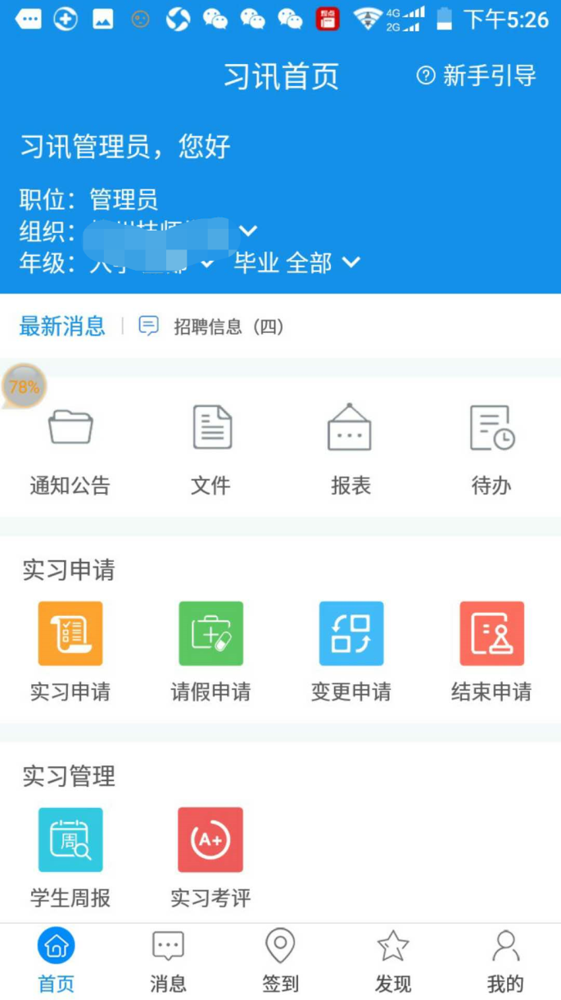 4G
2G
下午5:26
习讯首页
新手引导
习讯管理员，您好
职位：管理员
组织：
年级：
毕业 全部
最新消息
招聘信息（四）
78%
通知公告 文件 报表 待办
实习申请
实习申请 请假申请 变更申请 结束申请
实习管理
周 A+
学生周报 实习考评
首页 消息 签到 发现 我的